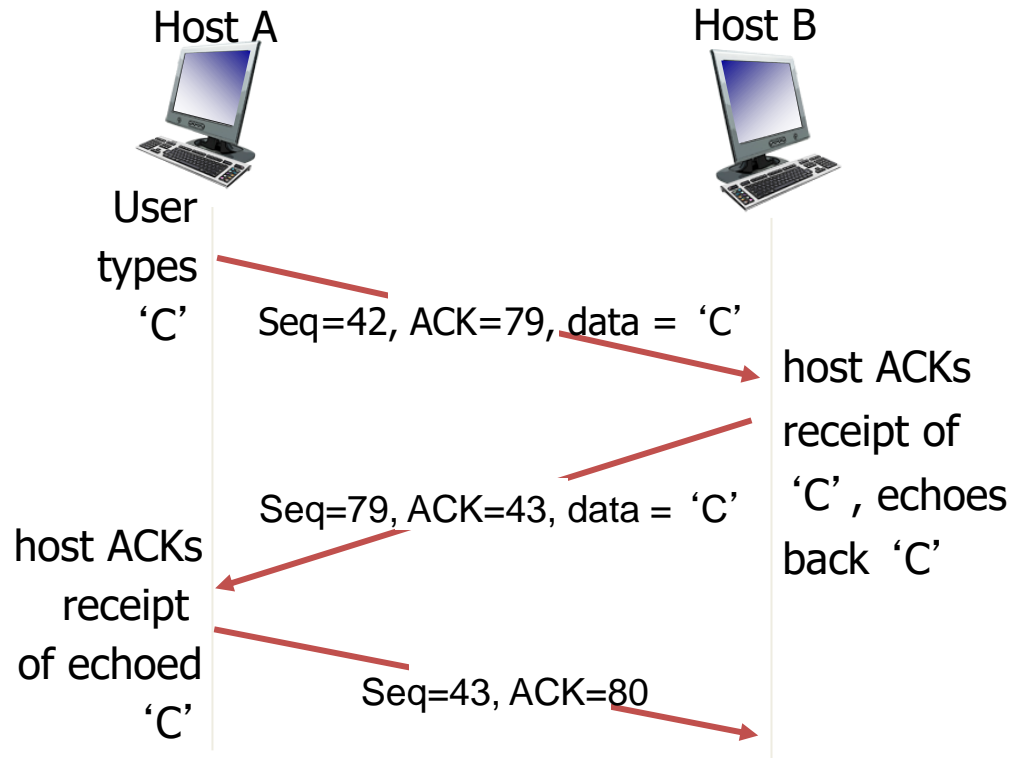 Host A
Host B
User
types
‘C’
Seq=42, ACK=79, data = ‘C’
host ACKs
receipt of
‘C’, echoes
back ‘C’
Seq=79, ACK=43, data = ‘C’
host ACKs
receipt
of echoed
‘C’
Seq=43, ACK=80